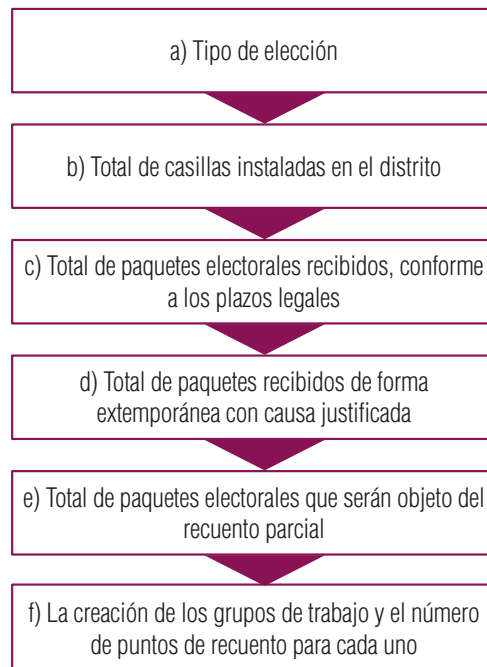 a) Tipo de elección
b) Total de casillas instaladas en el distrito
c) Total de paquetes electorales recibidos, conforme
a los plazos legales
d) Total de paquetes recibidos de forma
extemporánea con causa justificada
e) Total de paquetes electorales que serán objeto del
recuento parcial
f) La creación de los grupos de trabajo y el número
de puntos de recuento para cada uno